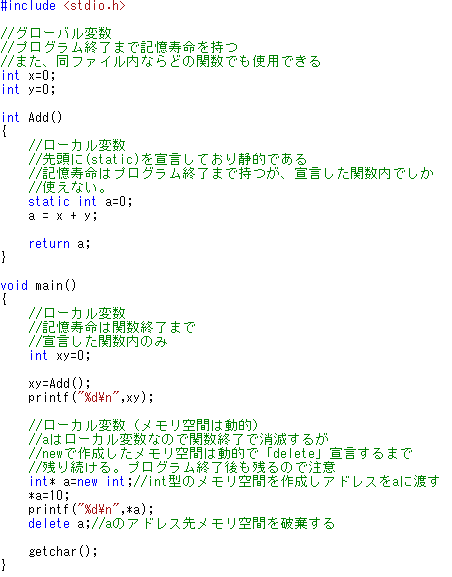 #include <stdio.h>
//グローバル変数
//プログラム終了まで記憶寿命を持つ
//また、同ファイル内ならどの関数でも使用できる
int x=0;
int y=0;
int Add()
{
//ローカル変数
//先頭に(static)を宣言しており静的である
//記憶寿命はプログラム終了まで持つが、宣言した関数内でしか
//使えない。
static int a=0;
a = x + y;
return a;
}
void main()
{
//ローカル変数
//記憶寿命は関数終了まで
//宣言した関数内のみ
int xy=0;
xy=Add();
printf("%d¥n",xy);
//ローカル変数（メモリ空間は動的）
//aはローカル変数なので関数終了で消滅するが
//newで作成したメモリ空間は動的で「delete」宣言するまで
//残り続ける。プログラム終了後も残るので注意
int* a=new int;//int型のメモリ空間を作成しアドレスをaに渡す
*a=10;
printf("%d¥n",*a);
delete a;//aのアドレス先メモリ空間を破棄する
getchar();
}